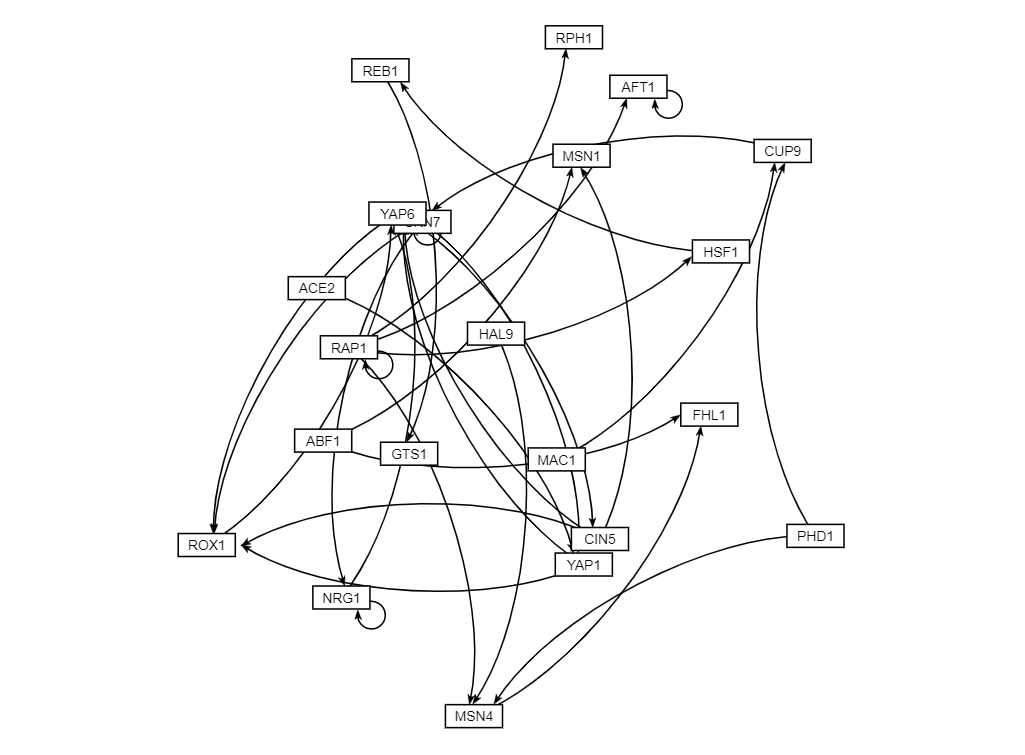 RPH1
REB1
AFT1
CUP9
MSN1
YAP6
N7
HSF1
ACE2
HAL9
RAP1
FHL1
ABF1
GTS1
MAC1
PHD1
CIN5
ROX1
YAP1
NRG1
MSN4